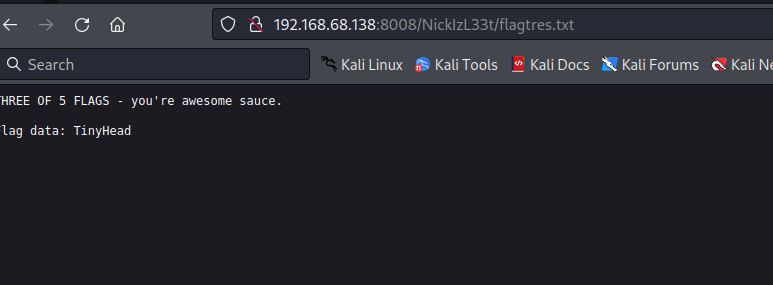 192.168.68.138:8008/NickIzL33t/flagtres.txt
Search Kali Linux Kali Tools Kali Docs Kali Forums Kali
THREE OF 5 FLAGS - you're awesome sauce.
Flag data: TinyHead